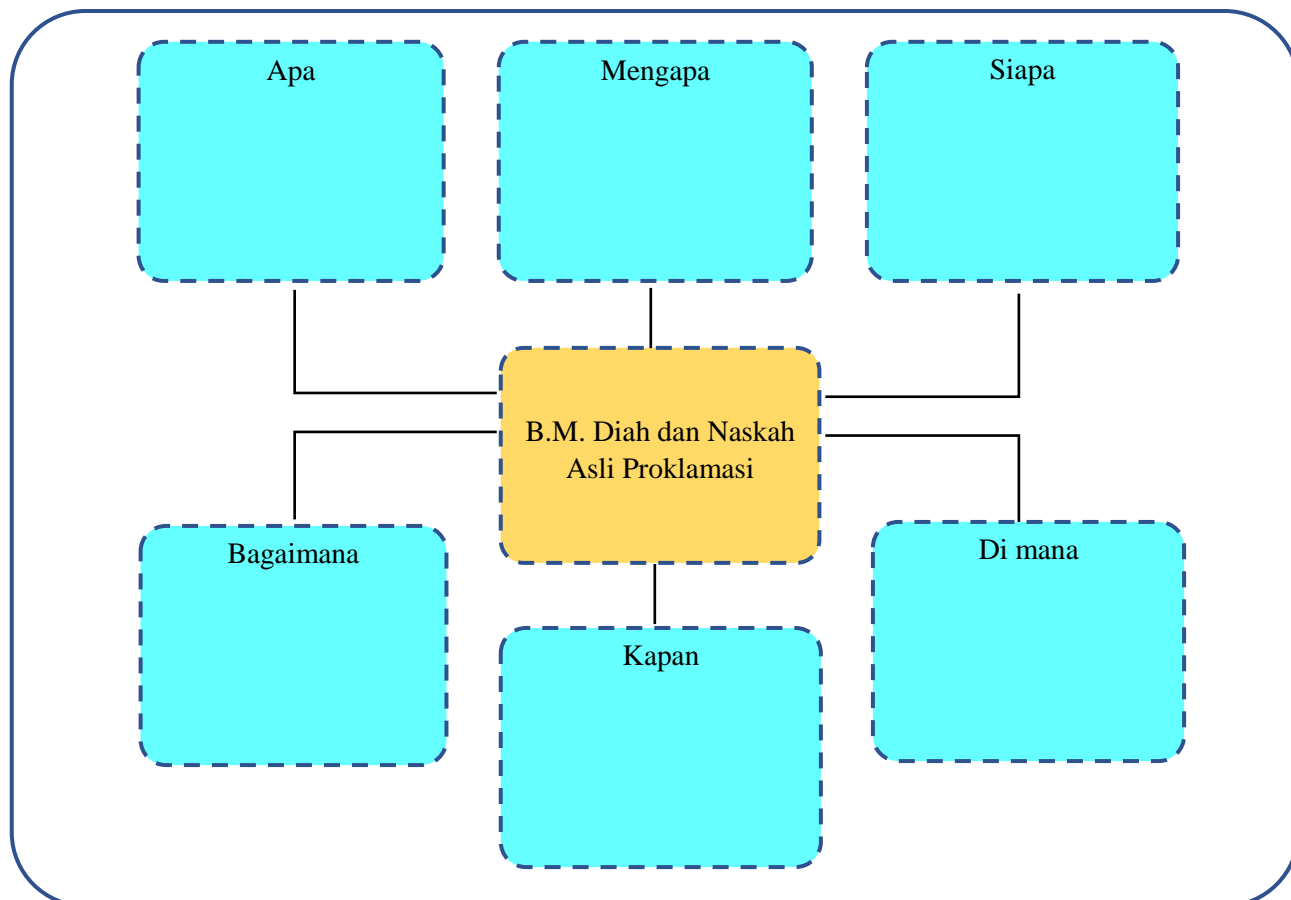 Apa
Mengapa
Siapa
B.M. Diah dan Naskah
Asli Proklamasi
Bagaimana
Di mana
Kapan